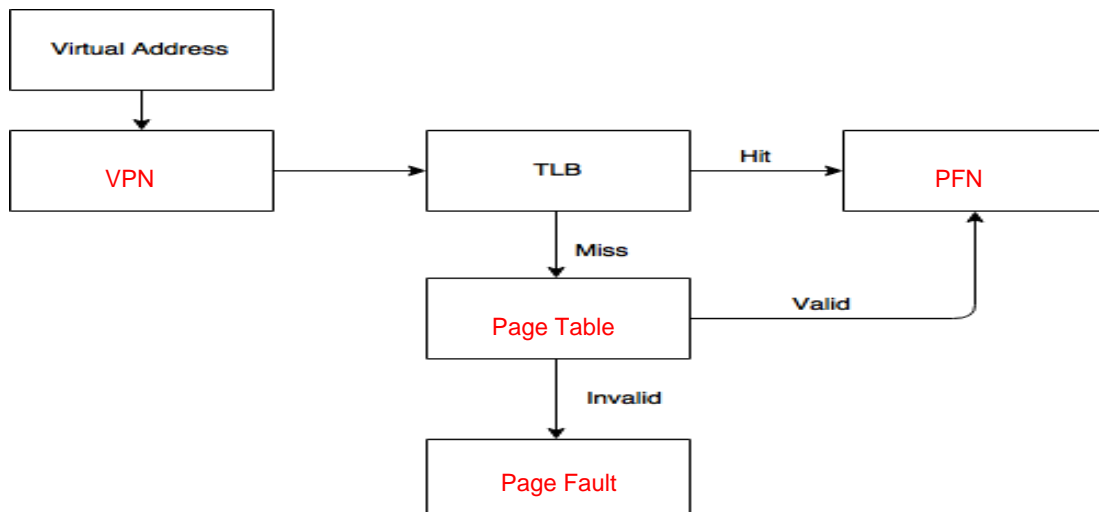 Virtual Address
VPN
TLB
Hit
PFN
Miss
Page Table
Valid
Invalid
Page Fault